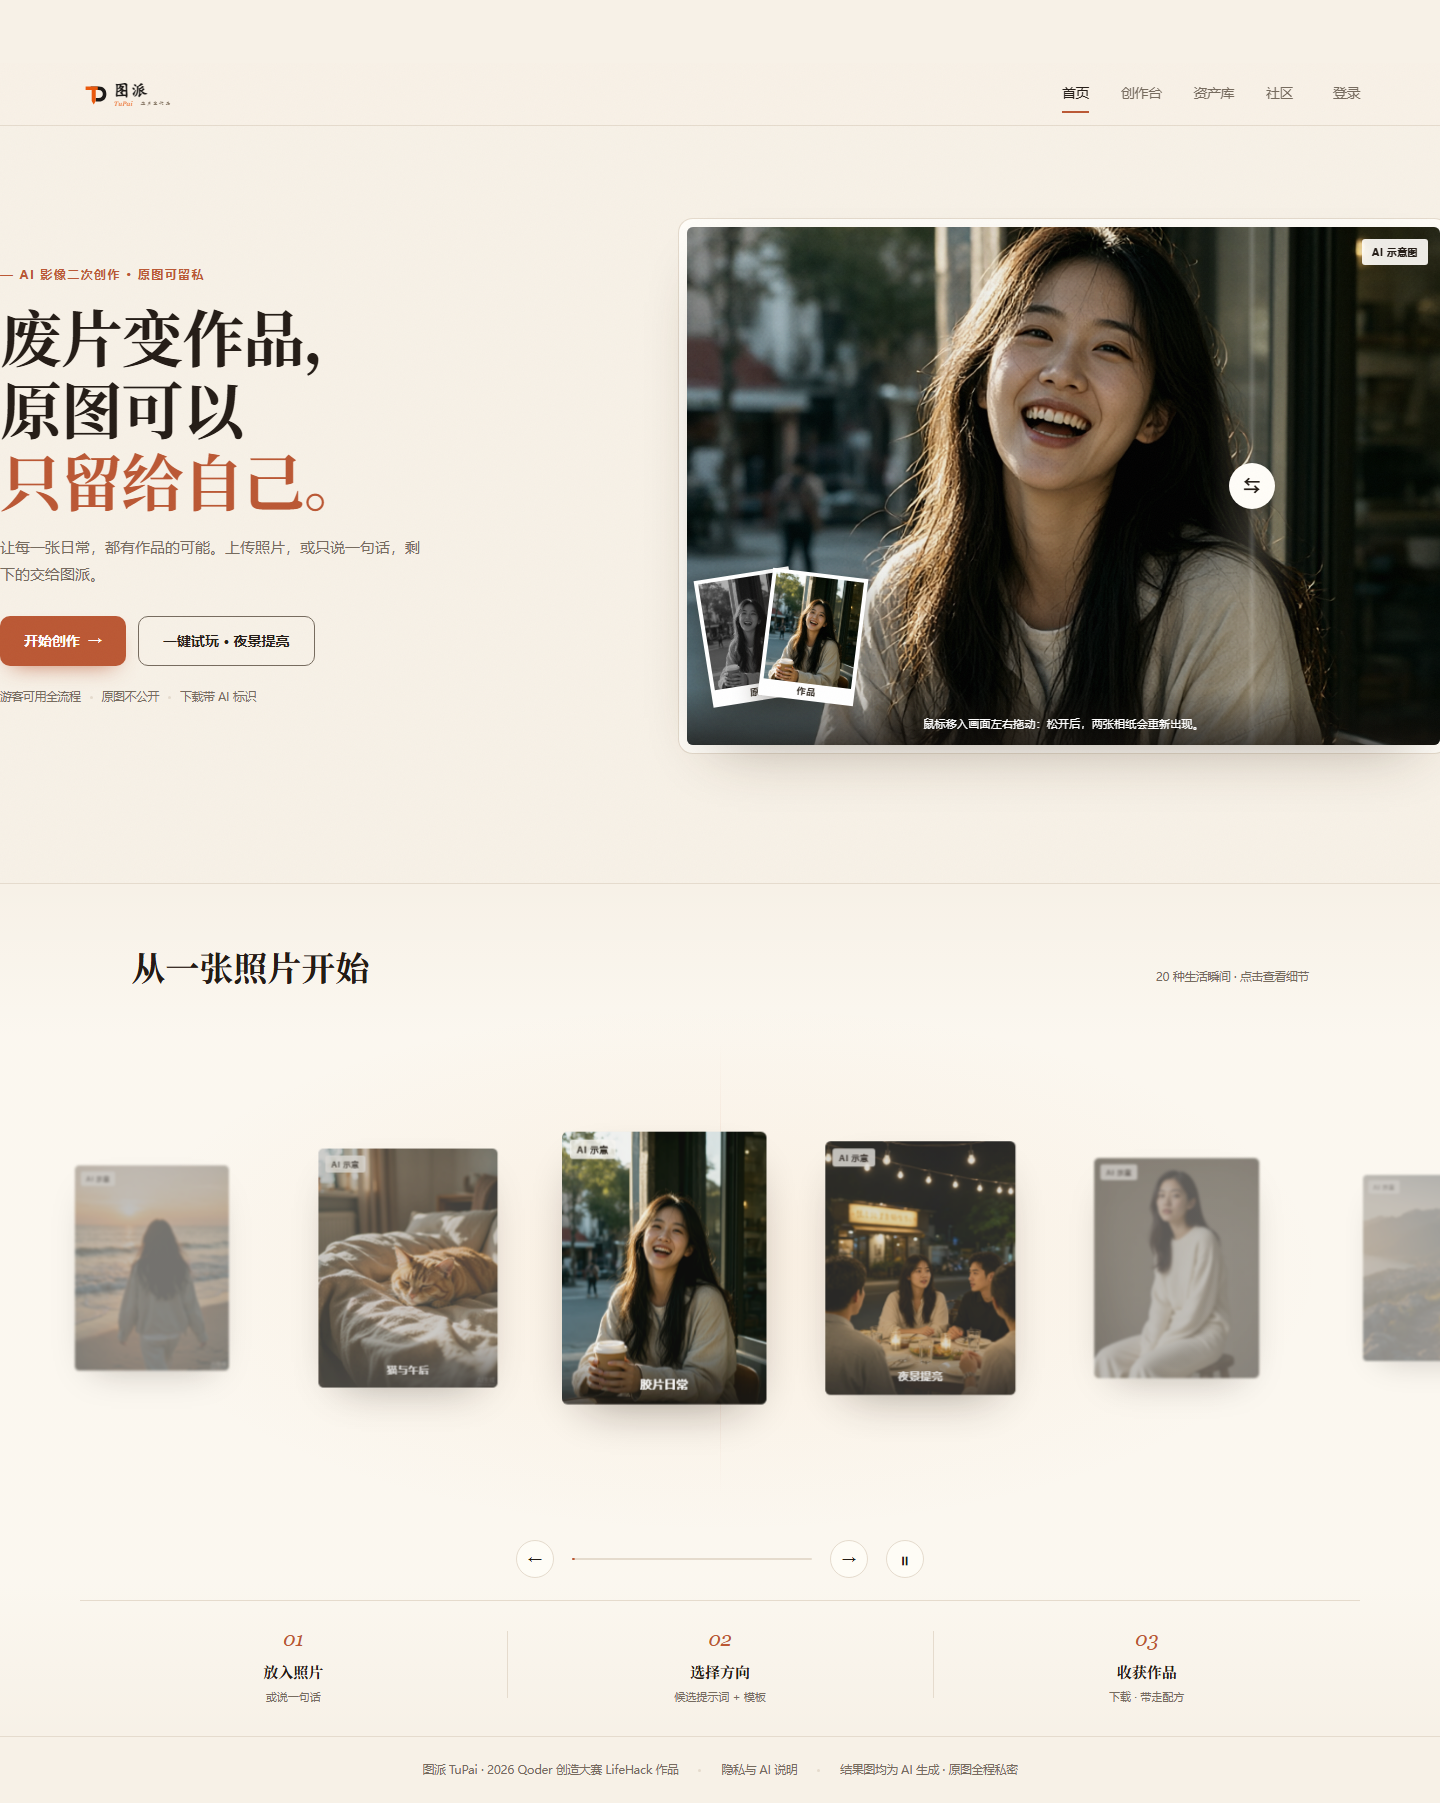 图派
TuPai
首页
创作台
资产库
社区
登录
— AI 影像二次创作 • 原图可留私
废片变作品，
原图可以
只留给自己。
让每一张日常，都有作品的可能。上传照片，或只说一句话，剩
下的交给图派。
开始创作 →
一键试玩 • 夜景提亮
游客可用全流程 · 原图不公开 · 下载带 AI 标识
AI 示意图
作品
鼠标移入画面左右拖动：松开后，两张相纸会重新出现。
从一张照片开始
20 种生活瞬间 · 点击查看细节
AI 示意
AI 示意
猫与午后
AI 示意
胶片日常
AI 示意
夜景提亮
AI 示意
AI 示意
01
放入照片
或说一句话
02
选择方向
候选提示词 + 模板
03
收获作品
下载 · 带走配方
图派 TuPai · 2026 Qoder 创造大赛 LifeHack 作品 · 隐私与 AI 说明 · 结果图均为 AI 生成 · 原图全程私密